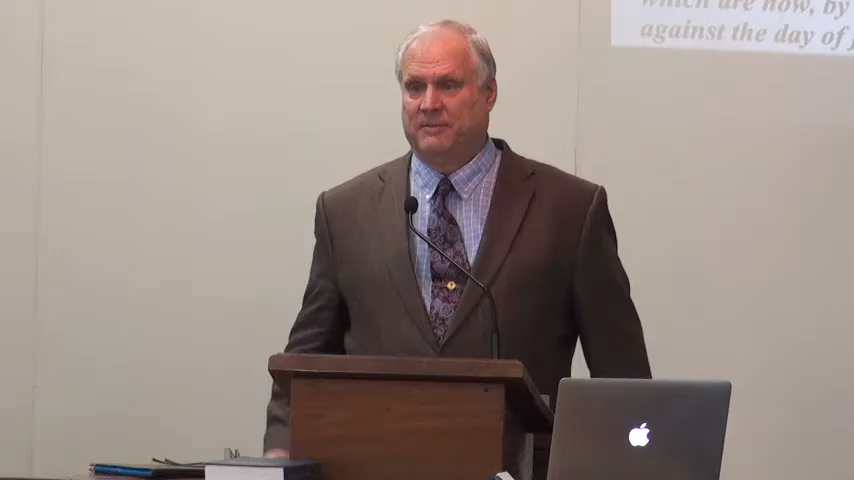 which are now, by
against the day of